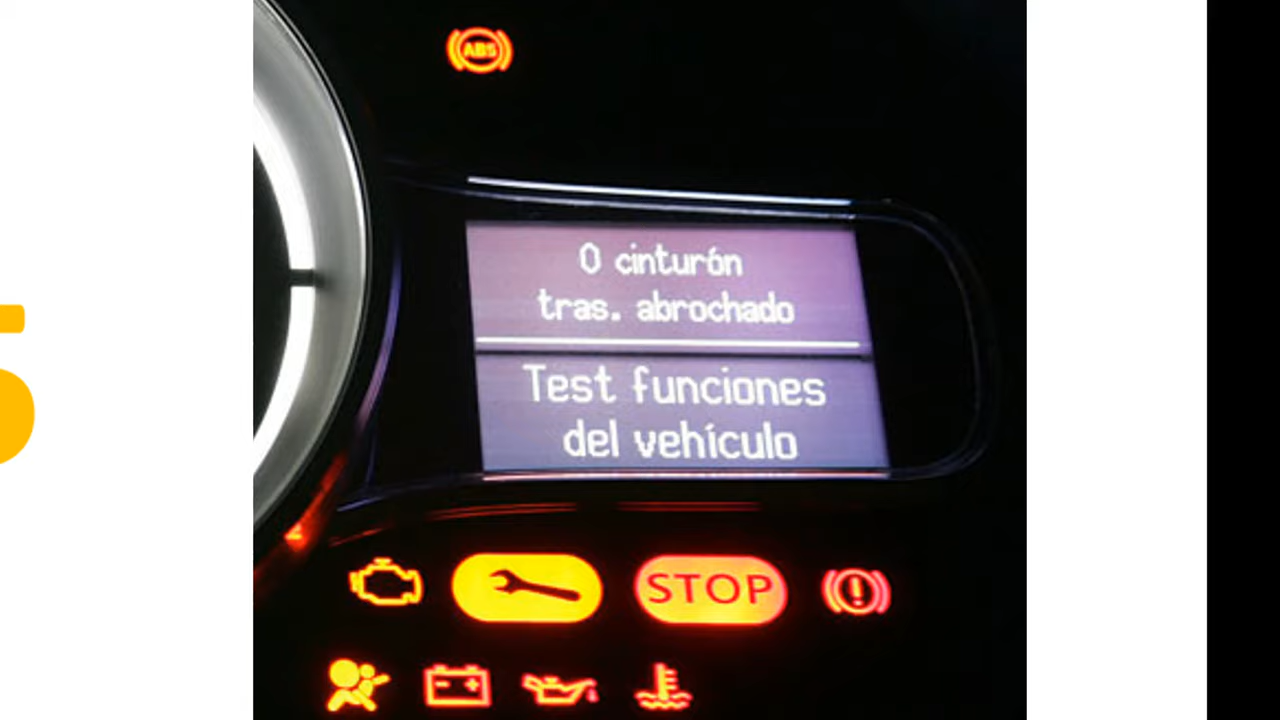 ABS
0 cinturón
tras. abrochado
Test funciones
del vehículo
STOP